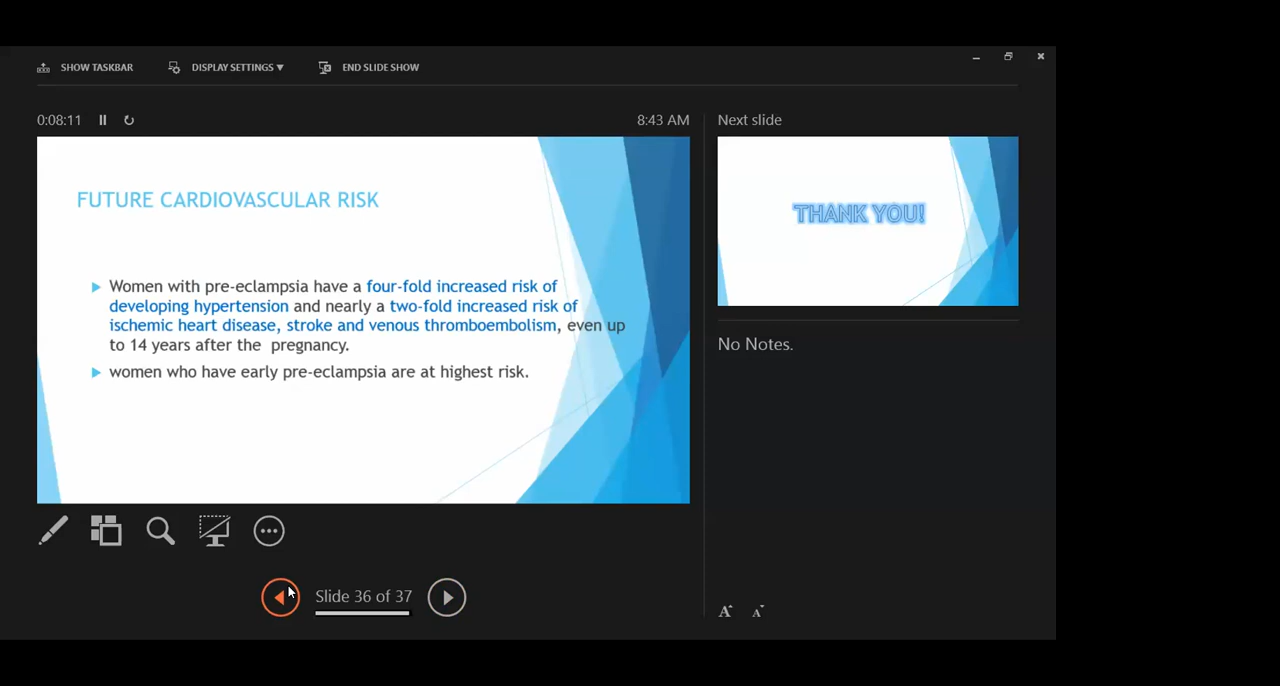 SHOW TASKBAR DISPLAY SETTINGS ▼ END SLIDE SHOW
0:08:11 8:43 AM
FUTURE CARDIOVASCULAR RISK
Women with pre-eclampsia have a four-fold increased risk of
developing hypertension and nearly a two-fold increased risk of
ischemic heart disease, stroke and venous thromboembolism, even up
to 14 years after the pregnancy.
women who have early pre-eclampsia are at highest risk.
Slide 36 of 37
Next slide
THANK YOU!
No Notes.
A A